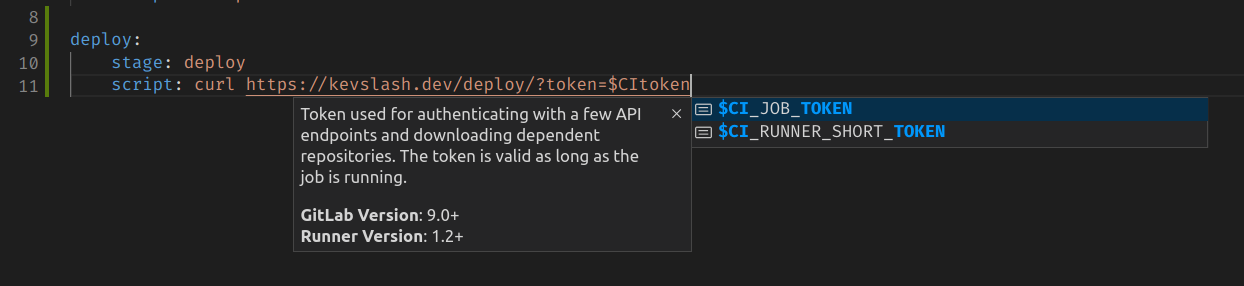 8
9 deploy:
10 stage: deploy
11 script: curl https://kevslash.dev/deploy/?token=$CItoken
Token used for authenticating with a few API
endpoints and downloading dependent
repositories. The token is valid as long as the
job is running.
GitLab Version: 9.0+
Runner Version: 1.2+
$CI_JOB_TOKEN
$CI_RUNNER_SHORT_TOKEN